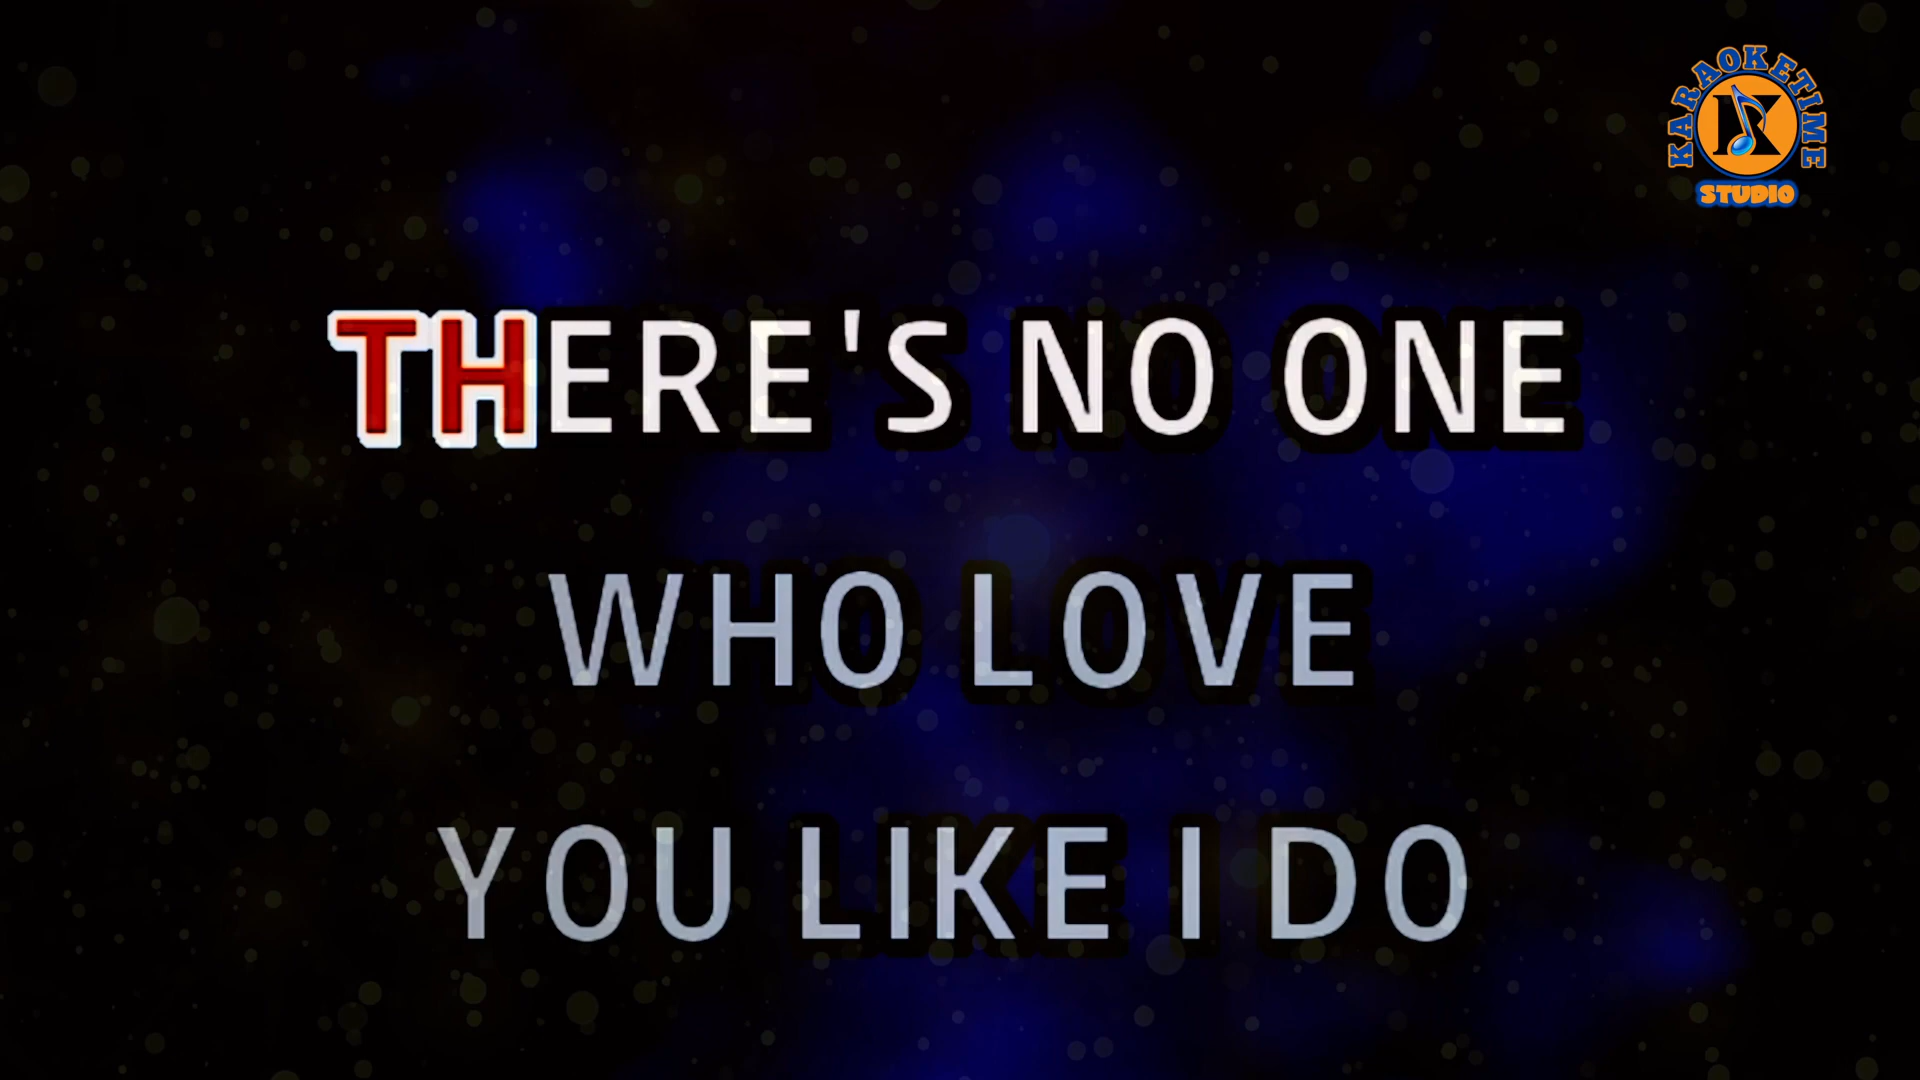 KARAOKETIME
STUDIO
THERE'S NO ONE
WHO LOVE
YOU LIKE I DO